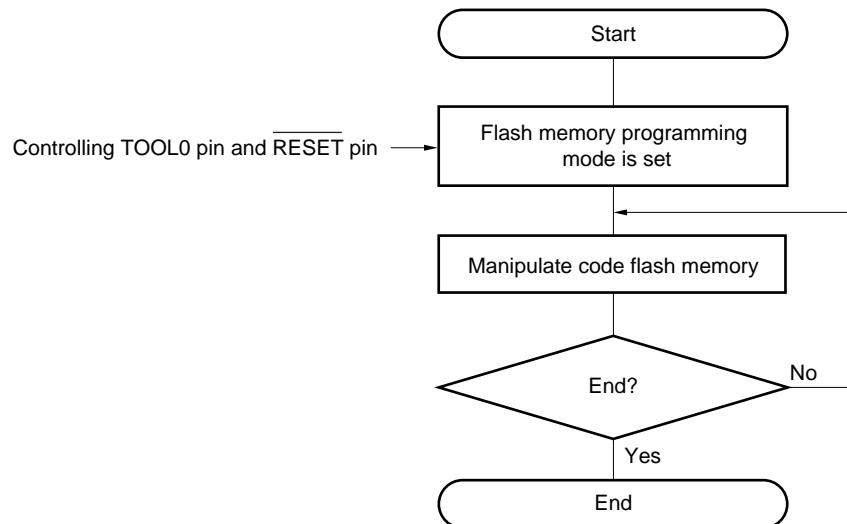 Start
Controlling TOOL0 pin and RESET pin
Flash memory programming
mode is set
Manipulate code flash memory
End?
No
Yes
End